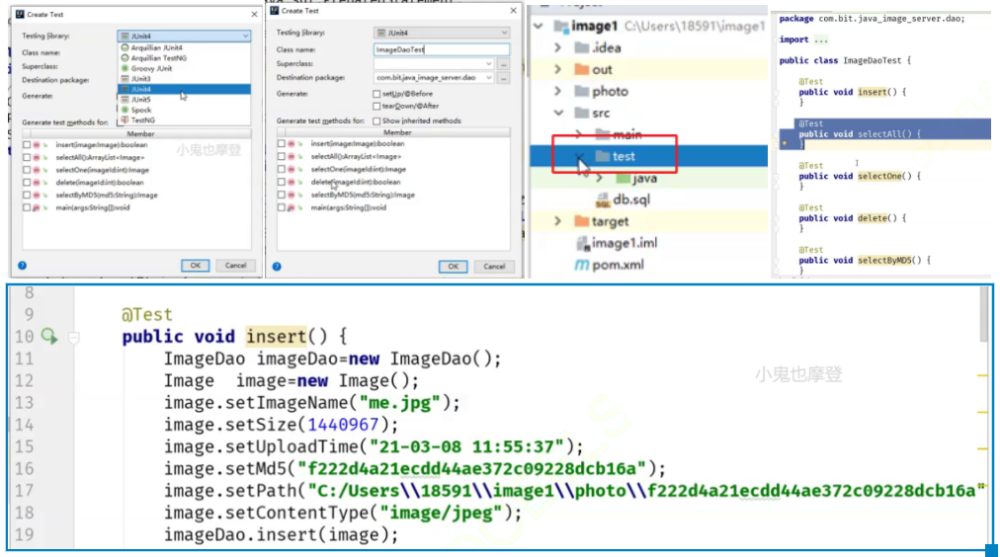 Create Test
Testing library:
JUnit4
Arquillian JUnit4
Arquillian TestNG
Groovy JUnit
JUnit3
JUnit4
JUnit5
Spock
TestNG
Class name:
Superclass:
Destination package:
Generate:
Generate test methods for:
Member
insert(image:Image):boolean
selectAll():ArrayList<Image>
selectOne(imageId:int):Image
delete(imageId:int):boolean
selectByMD5(md5:String):Image
main(args:String[]):void
OK
Cancel
小鬼也摩登
Create Test
Testing library:
JUnit4
Class name:
ImageDaoTest
Superclass:
Destination package:
com.bit.java_image_server.dao
Generate:
setUp/@Before
tearDown/@After
Generate test methods for:
Show inherited methods
Member
insert(image:Image):boolean
selectAll():ArrayList<Image>
selectOne(imageId:int):Image
delete(imageId:int):boolean
selectByMD5(md5:String):Image
main(args:String[]):void
OK
Cancel
image1 C:\Users\18591\image1
.idea
out
photo
src
main
test
java
db.sql
target
image1.iml
pom.xml
package com.bit.java_image_server.dao;
import ...
public class ImageDaoTest {
@Test
public void insert() {
}
@Test
public void selectAll() {
}
@Test
public void selectOne() {
}
@Test
public void delete() {
}
@Test
public void selectByMD5() {
}
8
9 @Test
10 public void insert() {
11 ImageDao imageDao=new ImageDao();
12 Image image=new Image();
13 image.setImageName("me.jpg");
14 image.setSize(1440967);
15 image.setUploadTime("21-03-08 11:55:37");
16 image.setMd5("f222d4a21ecdd44ae372c09228dcb16a");
17 image.setPath("C:/Users\\18591\\image1\\photo\\f222d4a21ecdd44ae372c09228dcb16a"
18 image.setContentType("image/jpeg");
19 imageDao.insert(image);
小鬼也摩登